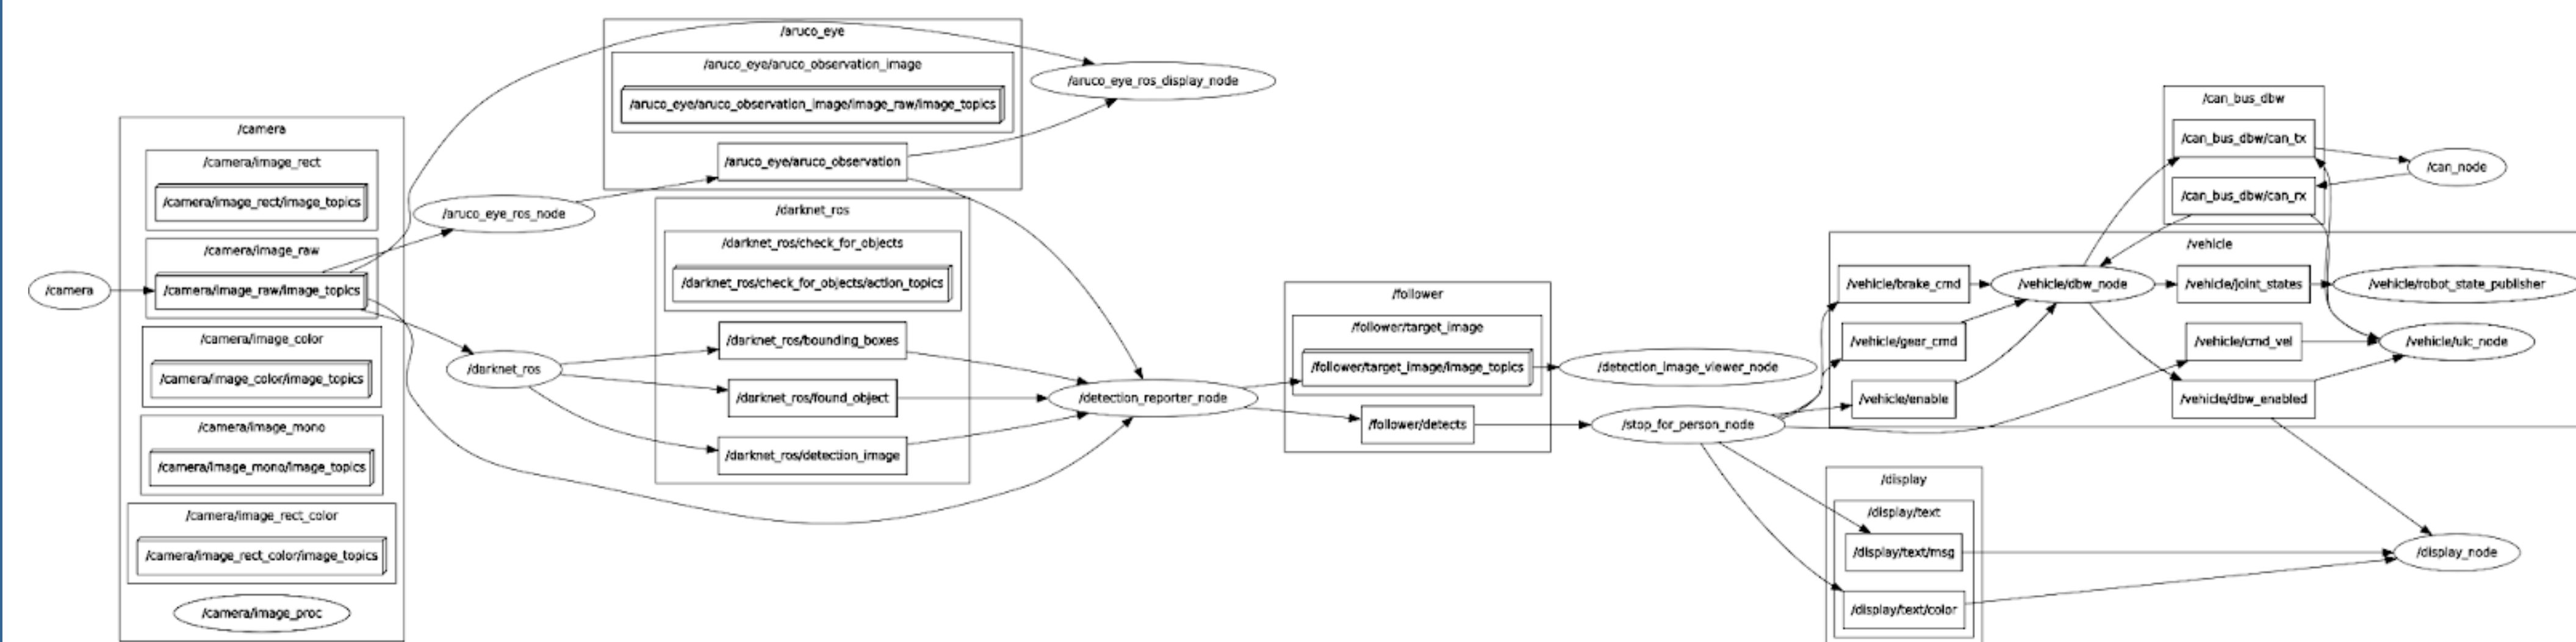 /camera
/camera
/camera/image_rect
/camera/image_rect/image_topics
/camera/image_raw
/camera/image_raw/image_topics
/camera/image_color
/camera/image_color/image_topics
/camera/image_mono
/camera/image_mono/image_topics
/camera/image_rect_color
/camera/image_rect_color/image_topics
/camera/image_proc
/aruco_eye_ros_node
/darknet_ros
/aruco_eye
/aruco_eye/aruco_observation_image
/aruco_eye/aruco_observation_image/image_raw/image_topics
/aruco_eye/aruco_observation
/darknet_ros
/darknet_ros/check_for_objects
/darknet_ros/check_for_objects/action_topics
/darknet_ros/bounding_boxes
/darknet_ros/found_object
/darknet_ros/detection_image
/aruco_eye_ros_display_node
/detection_reporter_node
/follower
/follower/target_image
/follower/target_image/image_topics
/follower/detects
/detection_image_viewer_node
/stop_for_person_node
/can_bus_dbw
/can_bus_dbw/can_tx
/can_bus_dbw/can_rx
/can_node
/vehicle
/vehicle/brake_cmd
/vehicle/gear_cmd
/vehicle/enable
/vehicle/dbw_node
/vehicle/joint_states
/vehicle/cmd_vel
/vehicle/dbw_enabled
/vehicle/robot_state_publisher
/vehicle/ulc_node
/display
/display/text
/display/text/msg
/display/text/color
/display_node